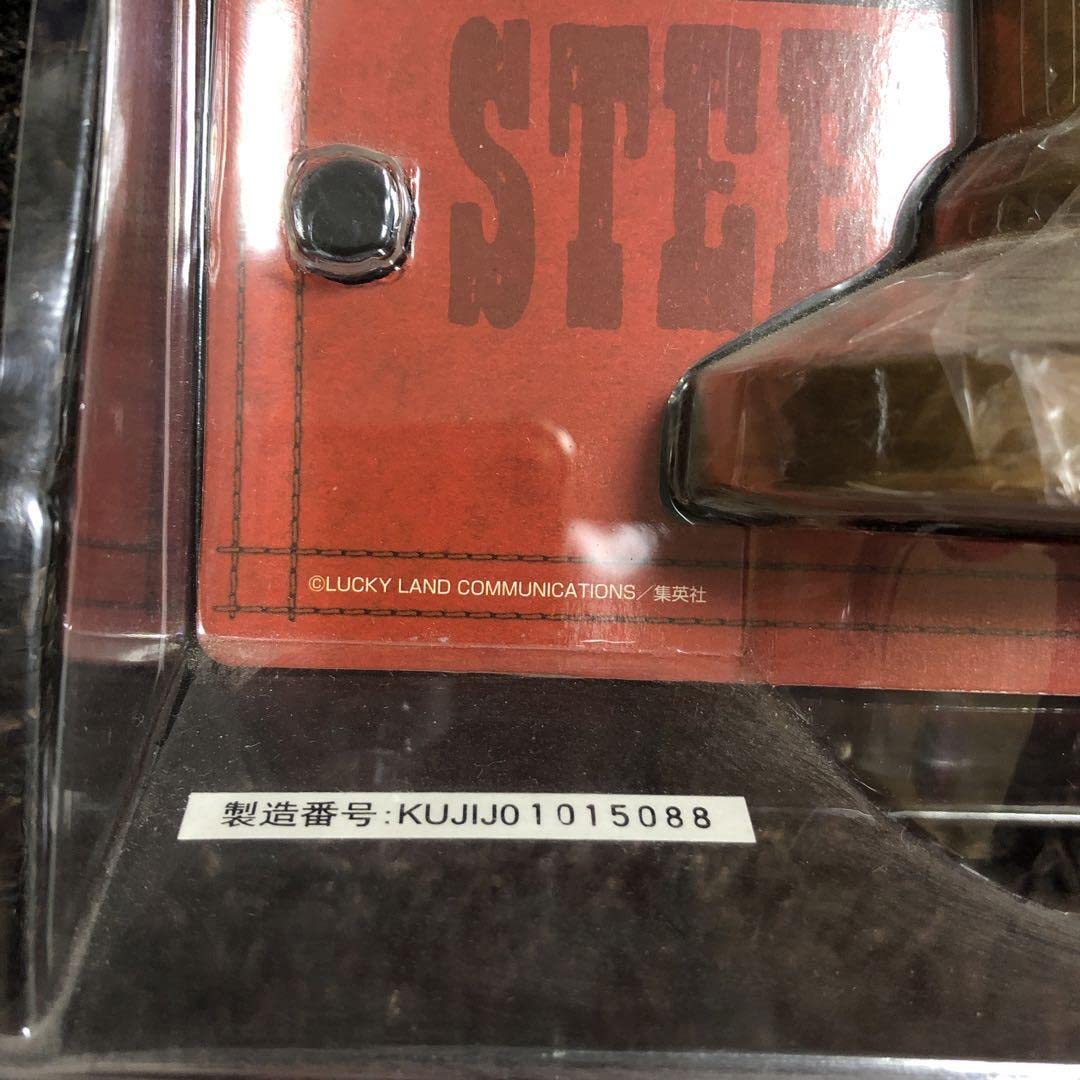 STEE
©LUCKY LAND COMMUNICATIONS／集英社
製造番号:KUJIJ01015088